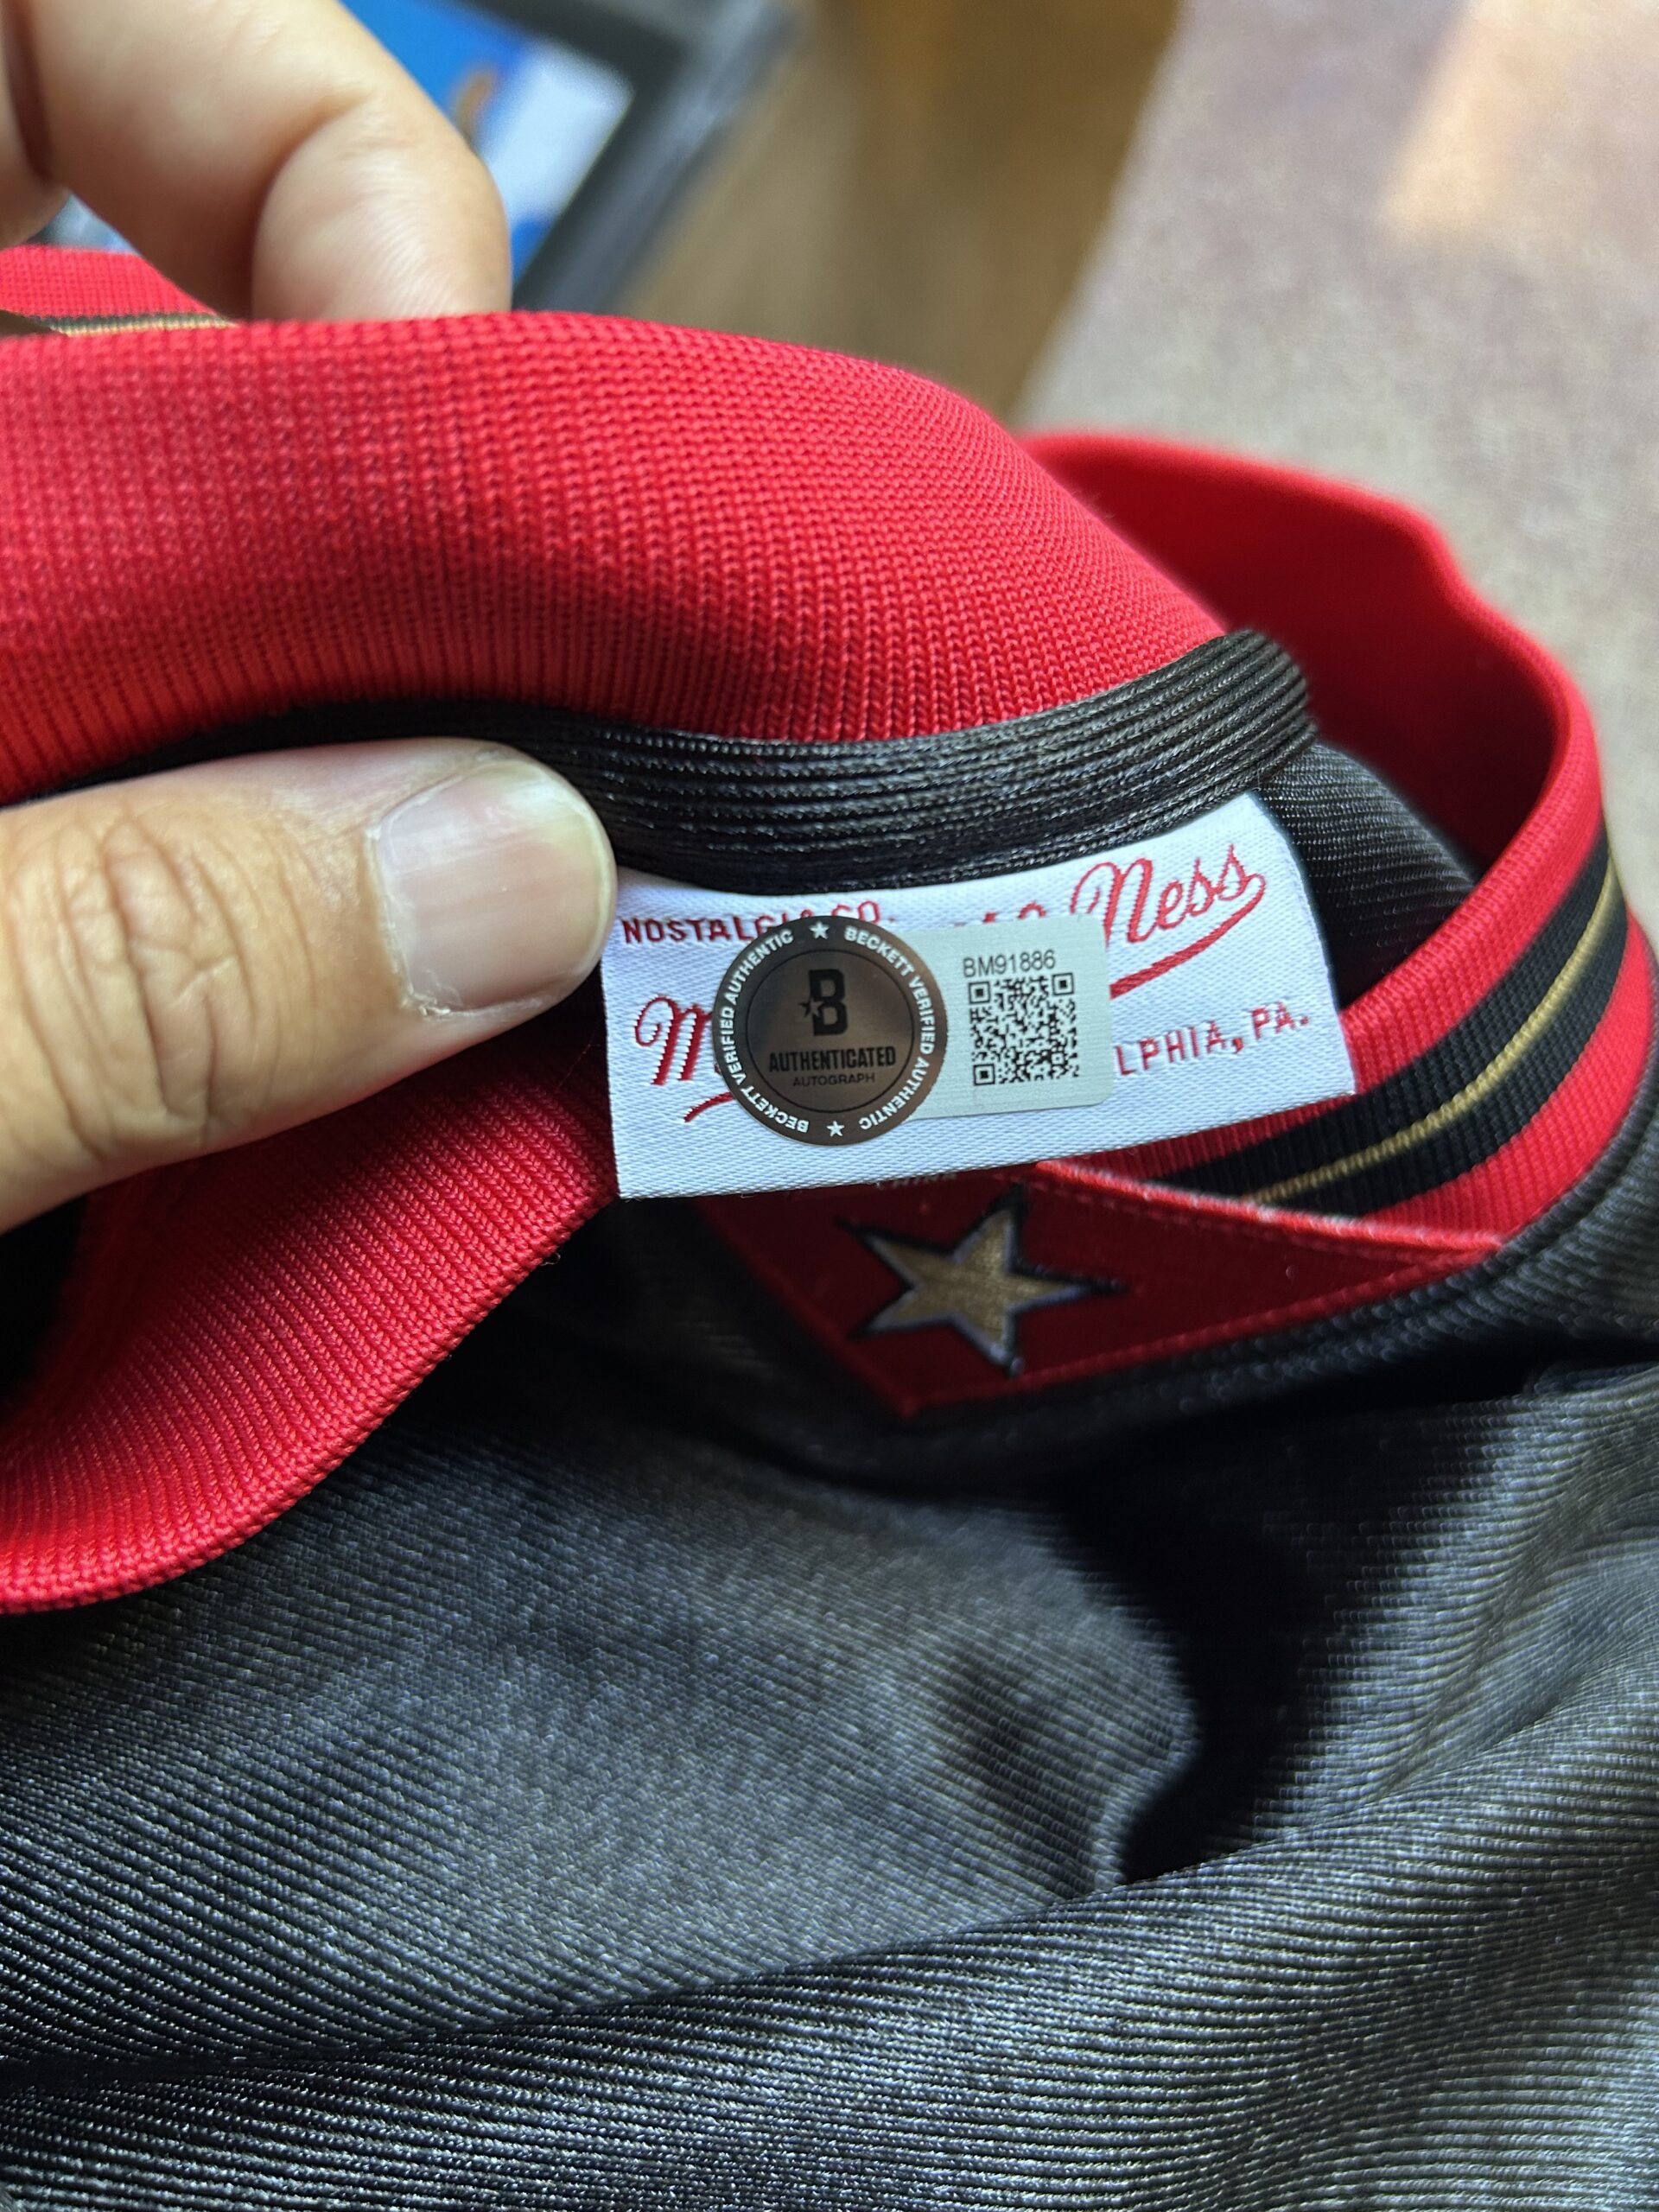 NOSTALGIA CO.
Ness
M
LPHIA, PA.
BECKETT VERIFIED AUTHENTIC ★ BECKETT VERIFIED AUTHENTIC ★
B
AUTHENTICATED
AUTOGRAPH
BM91886